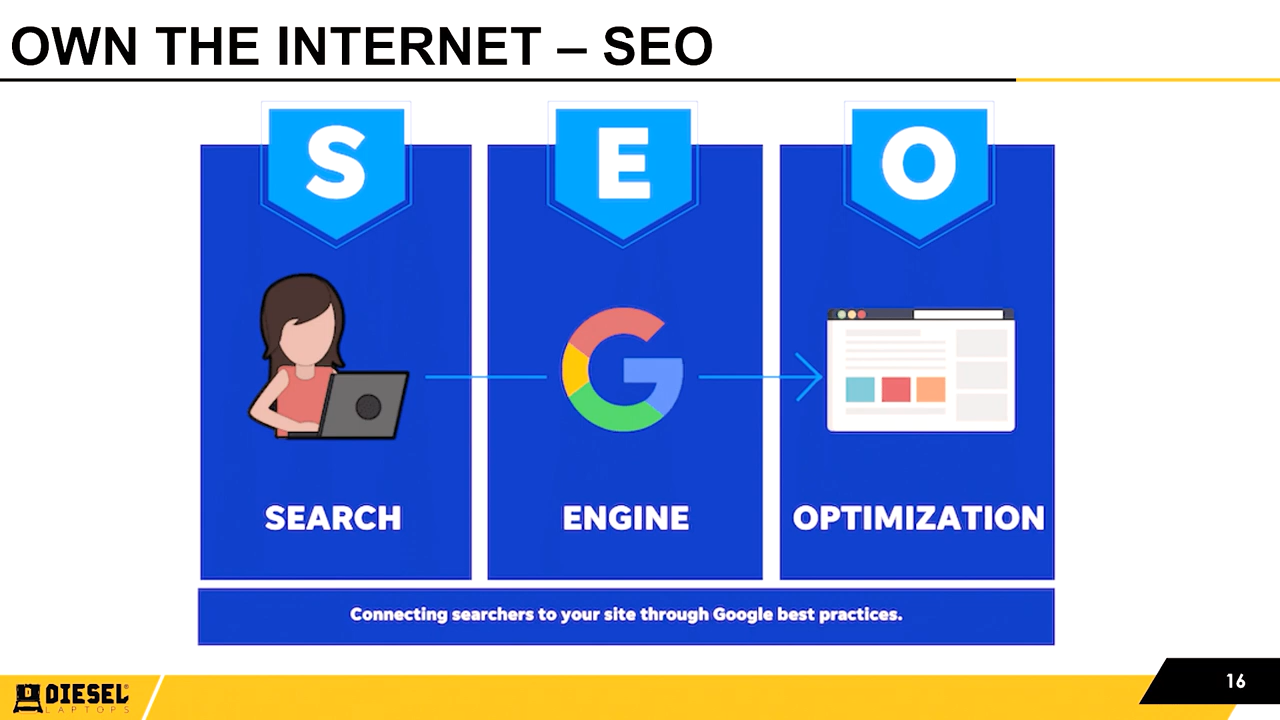 OWN THE INTERNET – SEO
S
E
O
SEARCH
ENGINE
OPTIMIZATION
Connecting searchers to your site through Google best practices.
DIESEL®
LAPTOPS
16